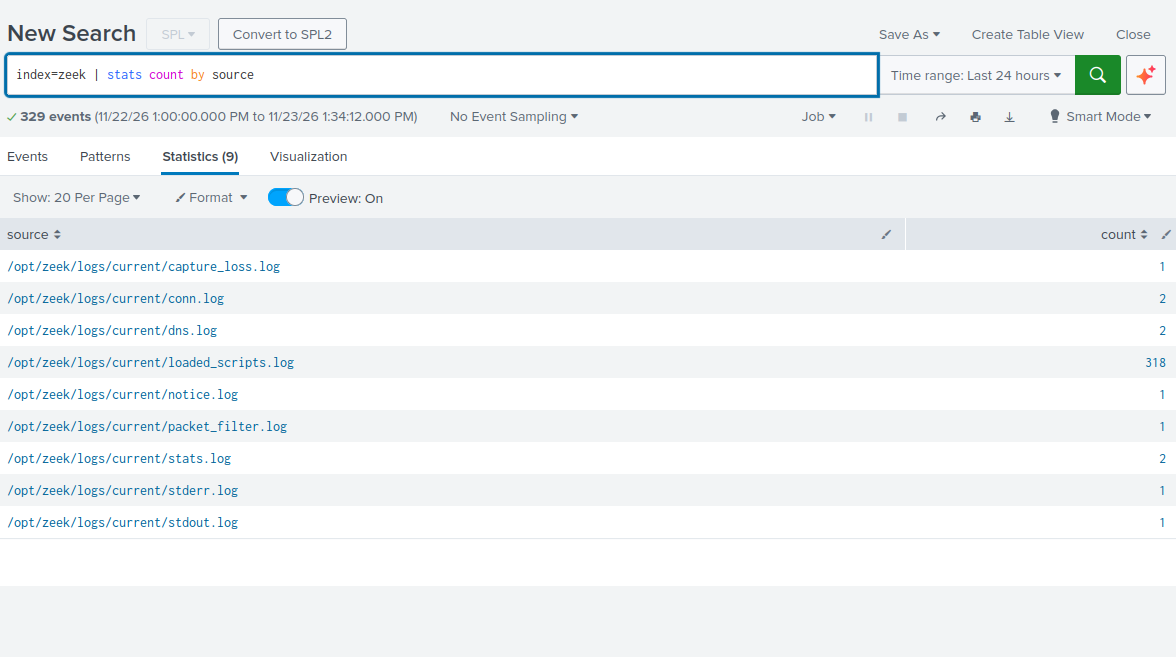 New Search SPL Convert to SPL2 Save As Create Table View Close
index=zeek | stats count by source Time range: Last 24 hours
329 events (11/22/26 1:00:00.000 PM to 11/23/26 1:34:12.000 PM) No Event Sampling Job Smart Mode
Events Patterns Statistics (9) Visualization
Show: 20 Per Page Format Preview: On
source count
/opt/zeek/logs/current/capture_loss.log 1
/opt/zeek/logs/current/conn.log 2
/opt/zeek/logs/current/dns.log 2
/opt/zeek/logs/current/loaded_scripts.log 318
/opt/zeek/logs/current/notice.log 1
/opt/zeek/logs/current/packet_filter.log 1
/opt/zeek/logs/current/stats.log 2
/opt/zeek/logs/current/stderr.log 1
/opt/zeek/logs/current/stdout.log 1